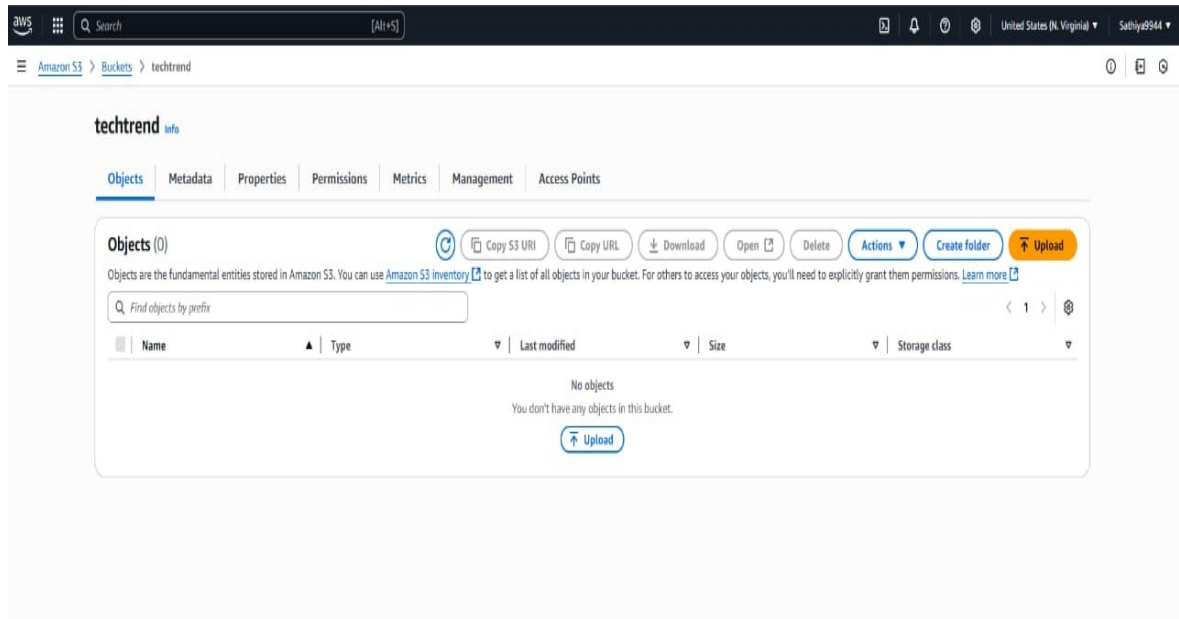 aws Search [Alt+S] United States (N. Virginia) Sathiya9944
Amazon S3 > Buckets > techtrend
techtrend Info
Objects Metadata Properties Permissions Metrics Management Access Points
Objects (0) Copy S3 URI Copy URL Download Open Delete Actions Create folder Upload
Objects are the fundamental entities stored in Amazon S3. You can use Amazon S3 inventory to get a list of all objects in your bucket. For others to access your objects, you'll need to explicitly grant them permissions. Learn more
Find objects by prefix 1
Name Type Last modified Size Storage class
No objects
You don't have any objects in this bucket.
Upload